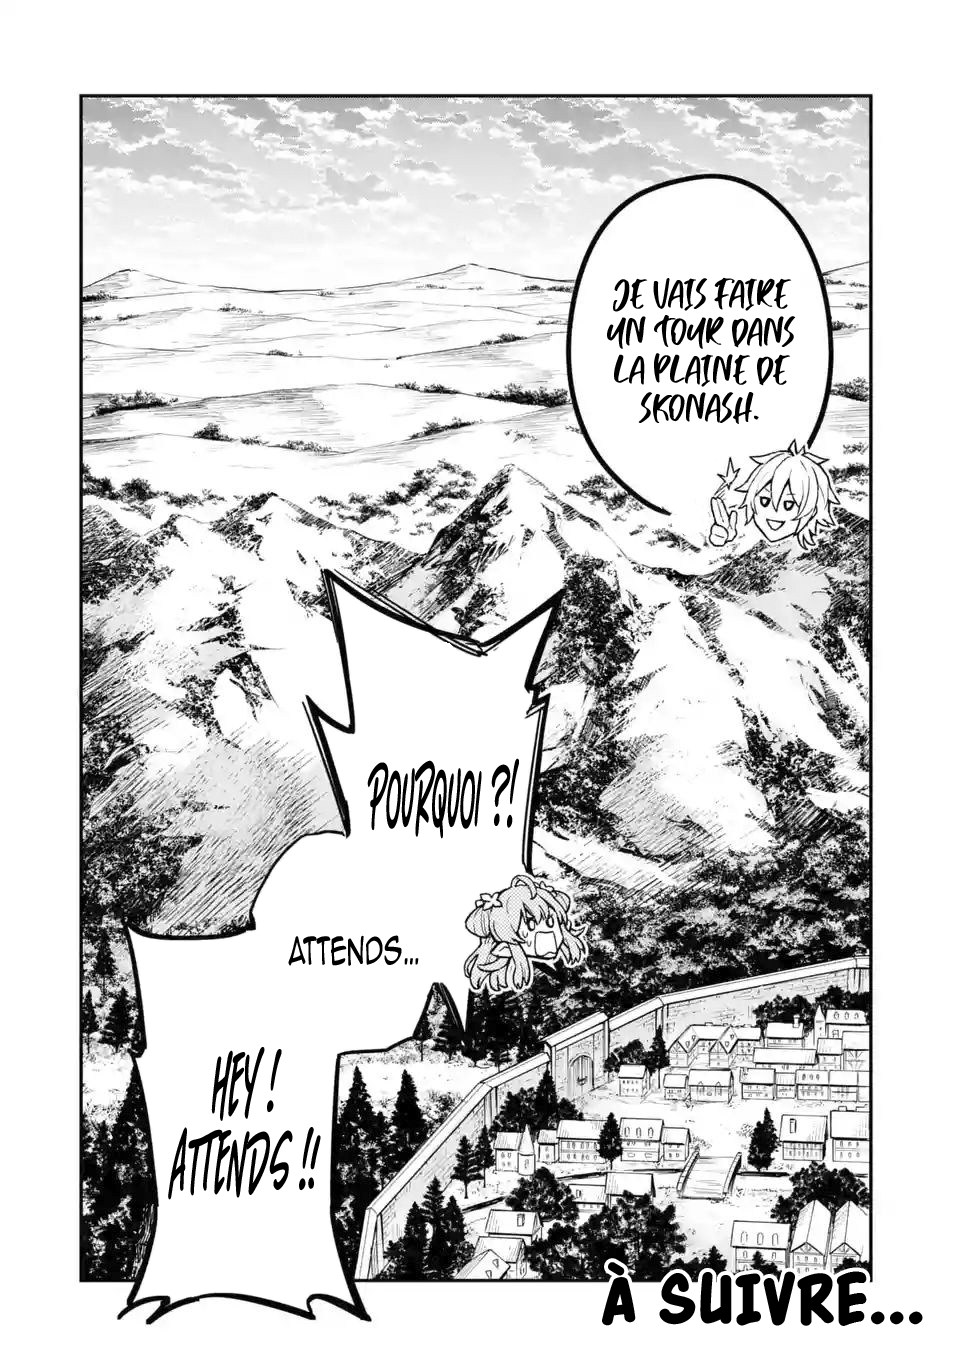 JE VAIS FAIRE
UN TOUR DANS
LA PLAINE DE
SKONASH.
POURQUOI ?!
ATTENDS...
HEY !
ATTENDS !!
À SUIVRE...